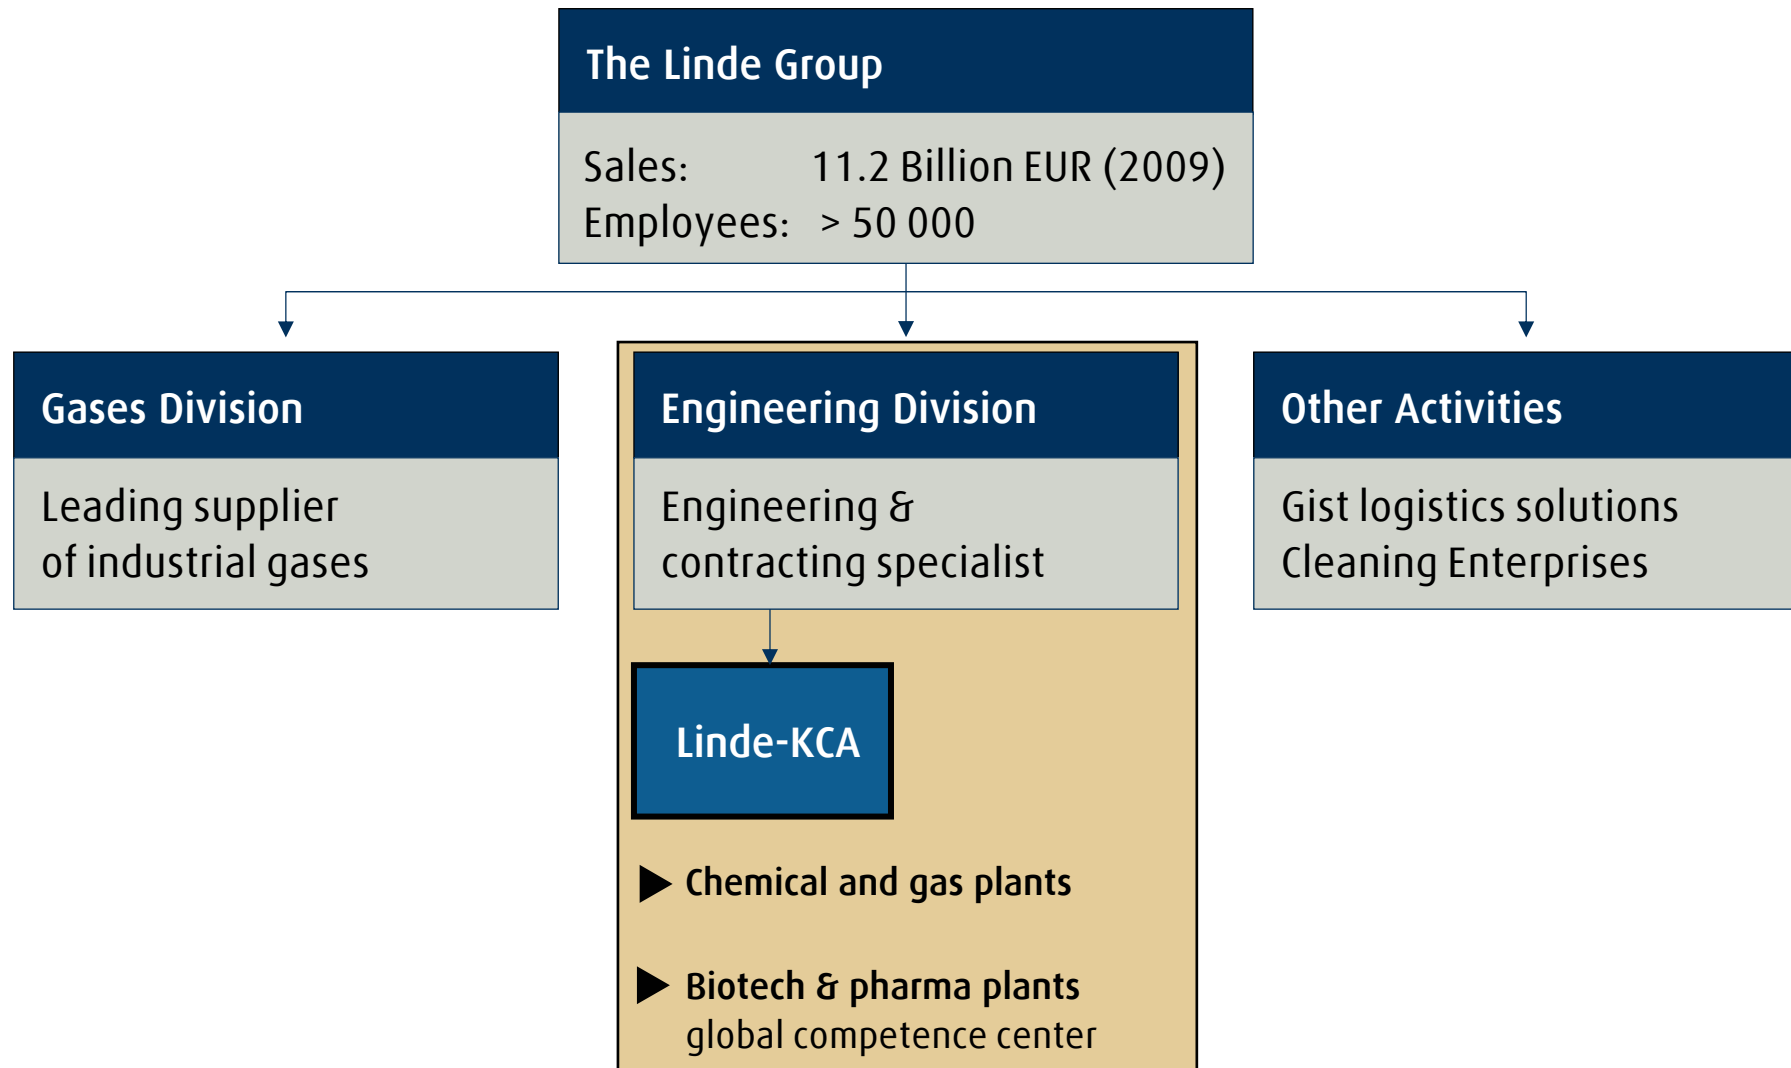 The Linde Group
Sales: 11.2 Billion EUR (2009)
Employees: > 50 000
Gases Division
Leading supplier
of industrial gases
Engineering Division
Engineering &
contracting specialist
Other Activities
Gist logistics solutions
Cleaning Enterprises
Linde-KCA
Chemical and gas plants
Biotech & pharma plants
global competence center